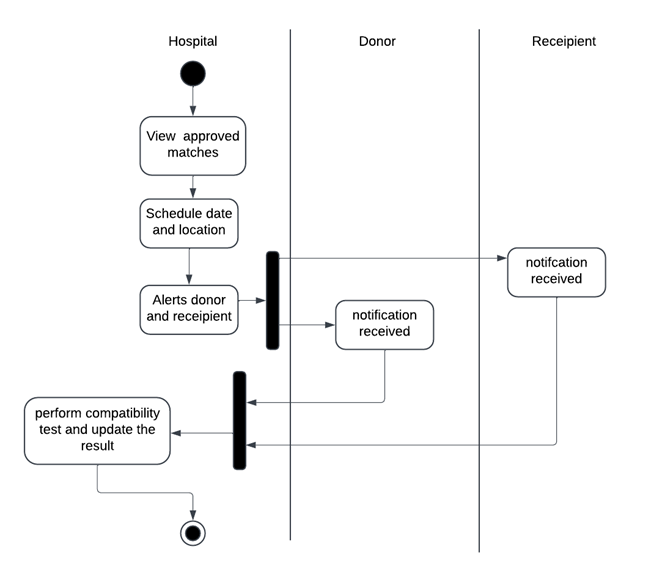 Hospital
Donor
Receipient
View approved
matches
Schedule date
and location
Alerts donor
and receipient
notifcation
received
notification
received
perform compatibility
test and update the
result